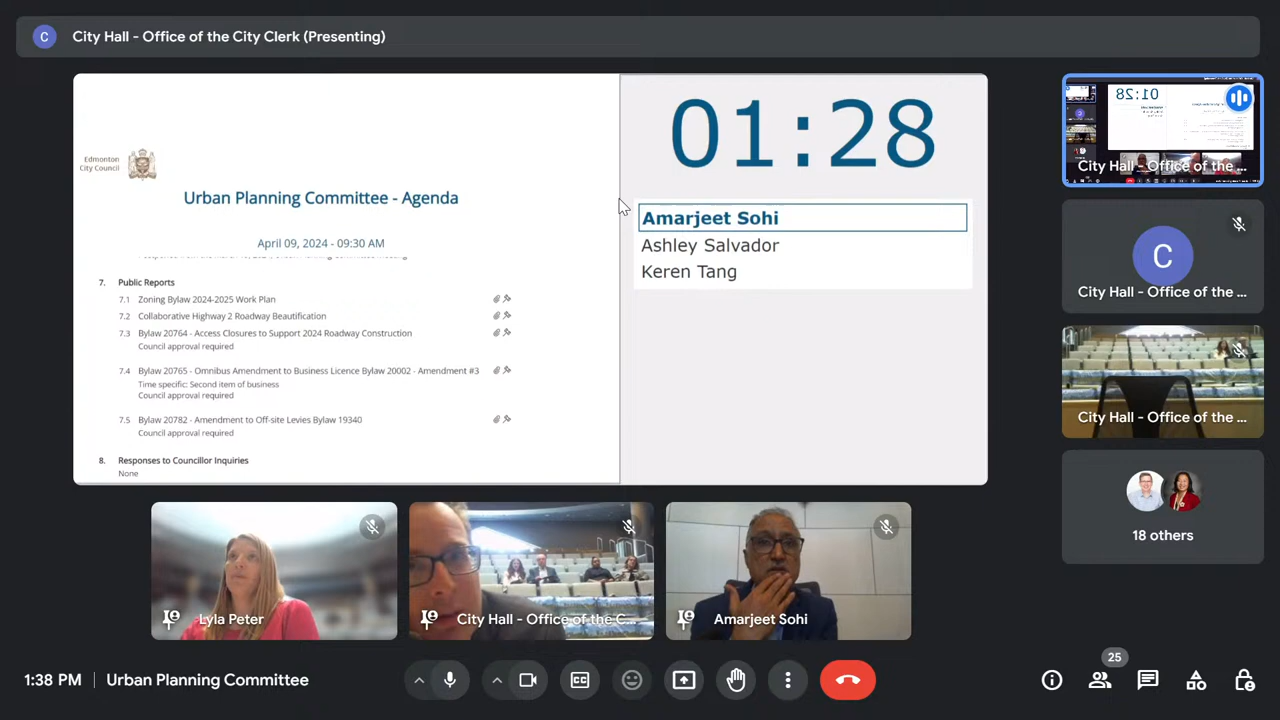 C
City Hall - Office of the City Clerk (Presenting)
Edmonton
City Council
Urban Planning Committee - Agenda
April 09, 2024 - 09:30 AM
7. Public Reports
7.1 Zoning Bylaw 2024-2025 Work Plan
7.2 Collaborative Highway 2 Roadway Beautification
7.3 Bylaw 20764 - Access Closures to Support 2024 Roadway Construction
Council approval required
7.4 Bylaw 20765 - Omnibus Amendment to Business Licence Bylaw 20002 - Amendment #3
Time specific: Second item of business
Council approval required
7.5 Bylaw 20782 - Amendment to Off-site Levies Bylaw 19340
Council approval required
8. Responses to Councillor Inquiries
None
01:28
Amarjeet Sohi
Ashley Salvador
Keren Tang
01:28
City Hall - Office of the ...
C
City Hall - Office of the ...
City Hall - Office of the ...
18 others
Lyla Peter
City Hall - Office of the C...
Amarjeet Sohi
1:38 PM | Urban Planning Committee
25